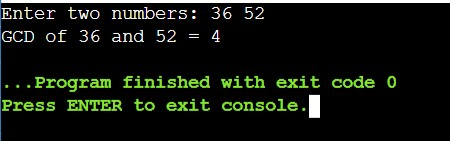 Enter two numbers: 36 52
GCD of 36 and 52 = 4
...Program finished with exit code 0
Press ENTER to exit console.